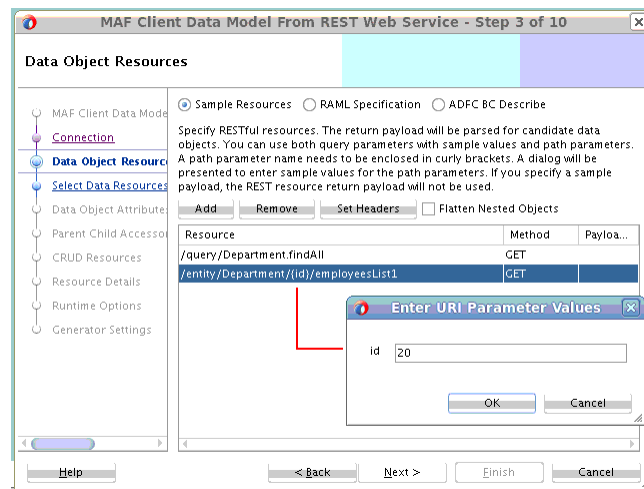 MAF Client Data Model From REST Web Service - Step 3 of 10
Data Object Resources
MAF Client Data Mode
Connection
Data Object Resourc
Select Data Resources
Data Object Attribute
Parent Child Accesso
CRUD Resources
Resource Details
Runtime Options
Generator Settings
Sample Resources RAML Specification ADFC BC Describe
Specify RESTful resources. The return payload will be parsed for candidate data
objects. You can use both query parameters with sample values and path parameters.
A path parameter name needs to be enclosed in curly brackets. A dialog will be
presented to enter sample values for the path parameters. If you specify a sample
payload, the REST resource return payload will not be used.
Add Remove Set Headers Flatten Nested Objects
Resource Method Payloa...
/query/Department.findAll GET
/entity/Department/{id}/employeesList1 GET
Enter URI Parameter Values
id 20
OK Cancel
Help < Back Next > Finish Cancel